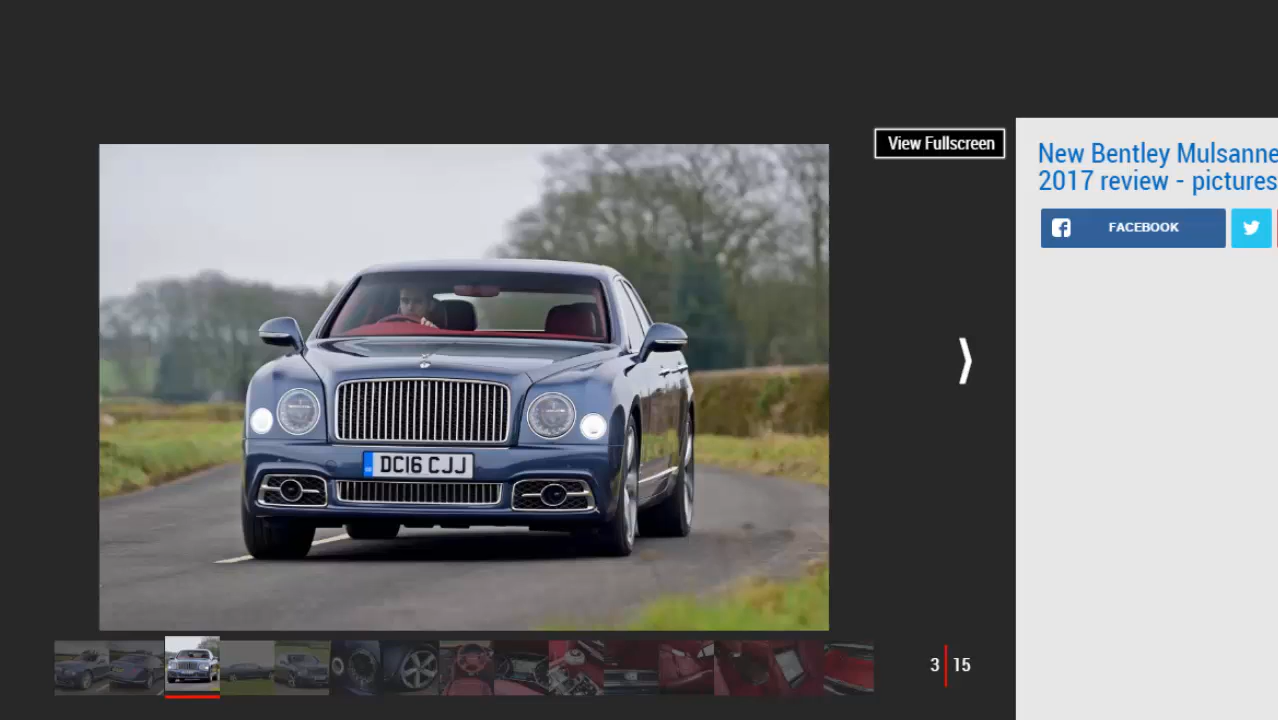 View Fullscreen
New Bentley Mulsanne
2017 review - pictures
FACEBOOK
DC16 CJJ
3 15